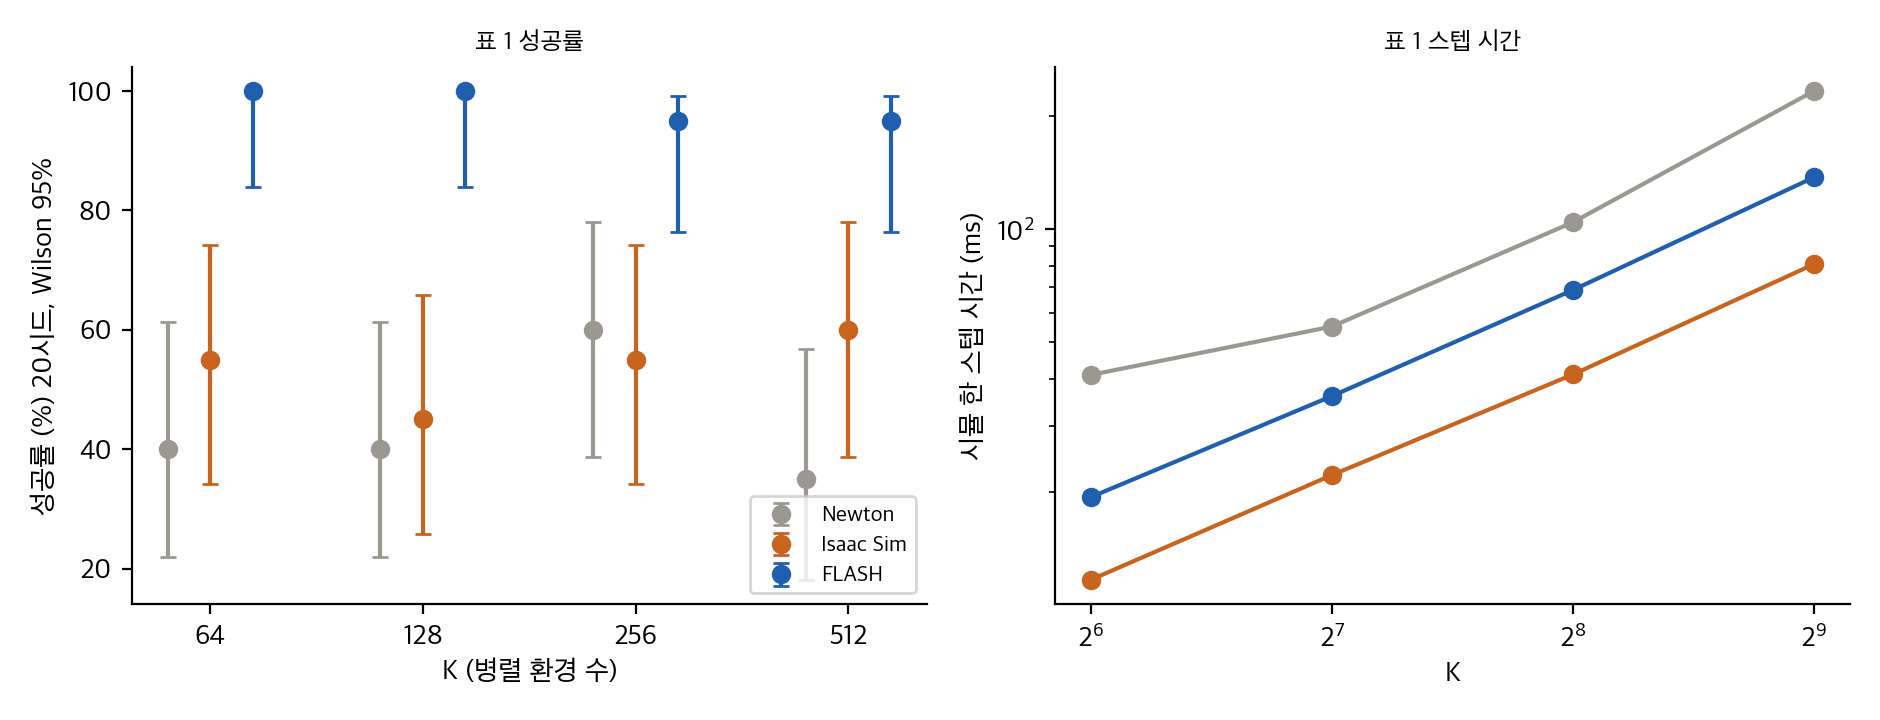 표 1 성공률
성공률 (%) 20시드, Wilson 95%
100
80
60
40
20
64
128
256
512
K (병렬 환경 수)
Newton
Isaac Sim
FLASH
표 1 스텝 시간
시뮬 한 스텝 시간 (ms)
10²
2⁶
2⁷
2⁸
2⁹
K